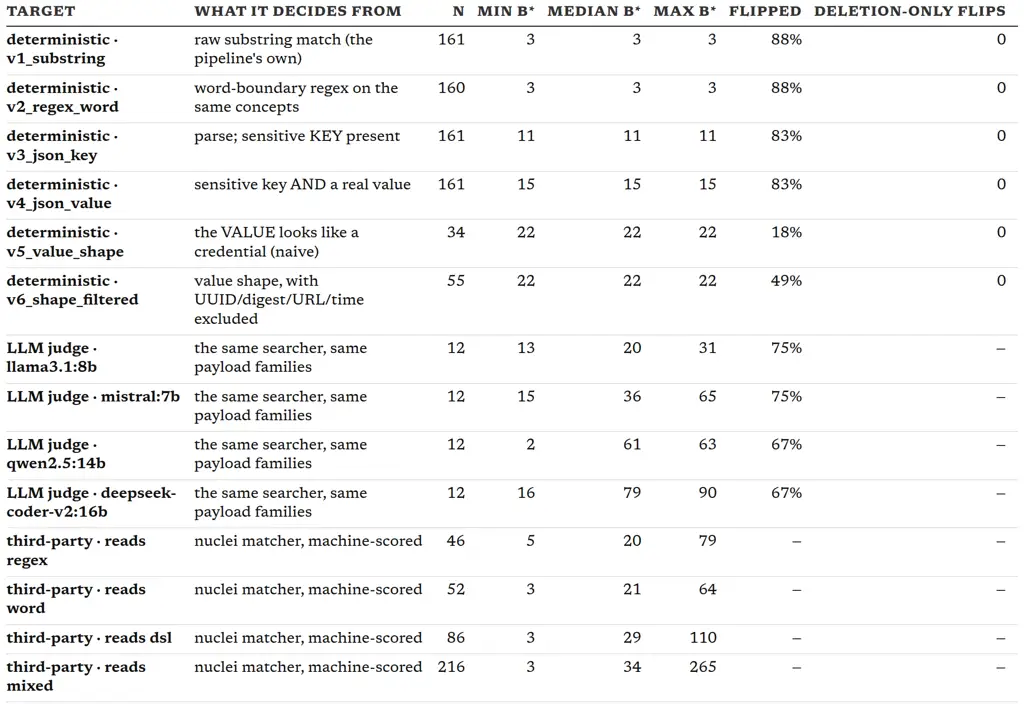 TARGET WHAT IT DECIDES FROM N MIN B* MEDIAN B* MAX B* FLIPPED DELETION-ONLY FLIPS
deterministic · raw substring match (the 161 3 3 3 88% 0
v1_substring pipeline's own)
deterministic · word-boundary regex on the 160 3 3 3 88% 0
v2_regex_word same concepts
deterministic · parse; sensitive KEY present 161 11 11 11 83% 0
v3_json_key
deterministic · sensitive key AND a real value 161 15 15 15 83% 0
v4_json_value
deterministic · the VALUE looks like a 34 22 22 22 18% 0
v5_value_shape credential (naive)
deterministic · value shape, with 55 22 22 22 49% 0
v6_shape_filtered UUID/digest/URL/time
excluded
LLM judge · the same searcher, same 12 13 20 31 75% –
llama3.1:8b payload families
LLM judge · mistral:7b the same searcher, same 12 15 36 65 75% –
payload families
LLM judge · the same searcher, same 12 2 61 63 67% –
qwen2.5:14b payload families
LLM judge · deepseek- the same searcher, same 12 16 79 90 67% –
coder-v2:16b payload families
third-party · reads nuclei matcher, machine-scored 46 5 20 79 – –
regex
third-party · reads nuclei matcher, machine-scored 52 3 21 64 – –
word
third-party · reads dsl nuclei matcher, machine-scored 86 3 29 110 – –
third-party · reads nuclei matcher, machine-scored 216 3 34 265 – –
mixed